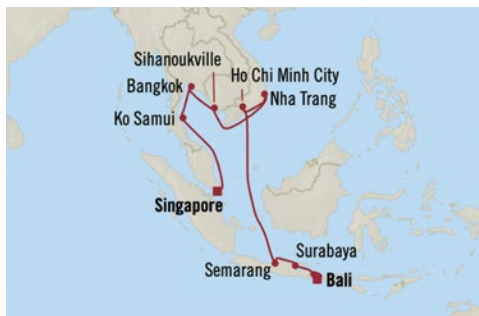 Sihanoukville
Ho Chi Minh City
Bangkok
Nha Trang
Ko Samui
Singapore
Surabaya
Semarang
Bali